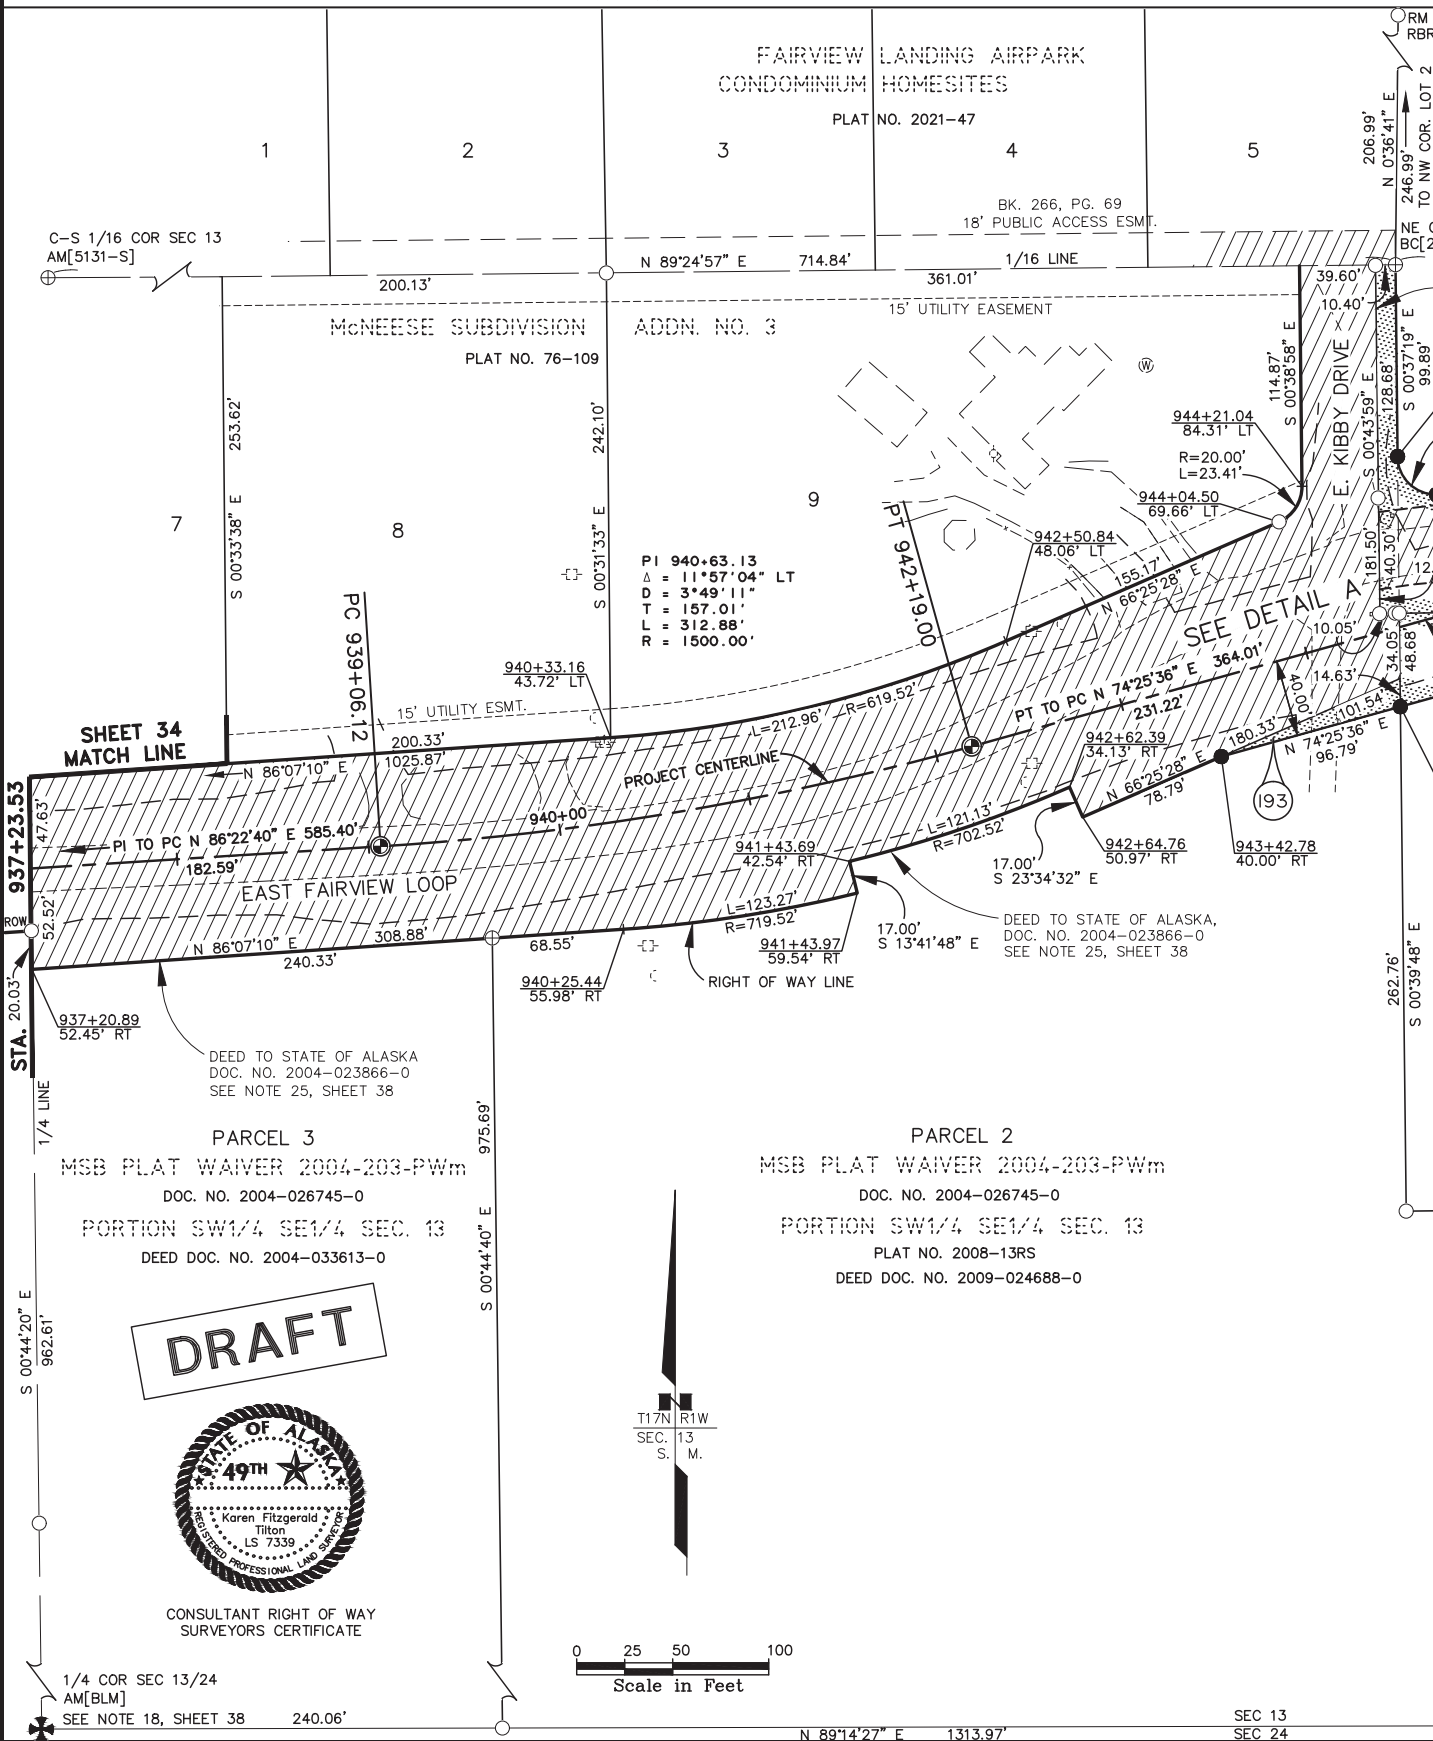 RM
RBR
FAIRVIEW LANDING AIRPARK
CONDOMINIUM HOMESITES
PLAT NO. 2021-47
1
2
3
4
5
206.99'
N 0°36'41" E
246.99'
TO NW COR. LOT 2
BK. 266, PG. 69
18' PUBLIC ACCESS ESMT.
C-S 1/16 COR SEC 13
AM[5131-S]
NE
BC[2
N 89°24'57" E 714.84'
1/16 LINE
200.13'
361.01'
39.60'
10.40'
15' UTILITY EASEMENT
McNEESE SUBDIVISION ADDN. NO. 3
PLAT NO. 76-109
253.62'
S 00°33'38" E
242.10'
S 00°31'33" E
114.87'
S 00°38'58" E
E. KIBBY DRIVE
S 00°43'59" E
128.68'
S 00°37'19" E
99.89'
W
944+21.04
84.31' LT
R=20.00'
L=23.41'
944+04.50
69.66' LT
7
8
9
942+50.84
48.06' LT
155.17'
N 66°25'28" E
181.50'
40.30'
12.
PI 940+63.13
Δ = 11°57'04" LT
D = 3°49'11"
T = 157.01'
L = 312.88'
R = 1500.00'
PC 939+06.12
PT 942+19.00
SEE DETAIL A
10.05'
34.05'
48.68'
14.63'
940+33.16
43.72' LT
15' UTILITY ESMT.
SHEET 34
MATCH LINE
200.33'
N 86°07'10" E 1025.87'
L=212.96' R=619.52'
PT TO PC N 74°25'36" E 364.01'
231.22'
40.00'
101.54'
180.33'
N 74°25'36" E
96.79'
942+62.39
34.13' RT
N 66°25'28" E
78.79'
PROJECT CENTERLINE
STA. 937+23.53
47.63'
PI TO PC N 86°22'40" E 585.40'
182.59'
940+00
EAST FAIRVIEW LOOP
L=121.13'
R=702.52'
941+43.69
42.54' RT
17.00'
S 23°34'32" E
942+64.76
50.97' RT
193
943+42.78
40.00' RT
ROW
52.52'
N 86°07'10" E 308.88'
240.33'
68.55'
L=123.27'
R=719.52'
941+43.97
59.54' RT
17.00'
S 13°41'48" E
DEED TO STATE OF ALASKA,
DOC. NO. 2004-023866-0
SEE NOTE 25, SHEET 38
20.03'
940+25.44
55.98' RT
RIGHT OF WAY LINE
262.76'
S 00°39'48" E
937+20.89
52.45' RT
DEED TO STATE OF ALASKA
DOC. NO. 2004-023866-0
SEE NOTE 25, SHEET 38
1/4 LINE
975.69'
S 00°44'40" E
PARCEL 3
MSB PLAT WAIVER 2004-203-PWm
DOC. NO. 2004-026745-0
PORTION SW1/4 SE1/4 SEC. 13
DEED DOC. NO. 2004-033613-0
PARCEL 2
MSB PLAT WAIVER 2004-203-PWm
DOC. NO. 2004-026745-0
PORTION SW1/4 SE1/4 SEC. 13
PLAT NO. 2008-13RS
DEED DOC. NO. 2009-024688-0
S 00°44'20" E
962.61'
DRAFT
N
T17N R1W
SEC. 13
S. M.
STATE OF ALASKA
49TH
Karen Fitzgerald
Tilton
LS 7339
REGISTERED PROFESSIONAL LAND SURVEYOR
CONSULTANT RIGHT OF WAY
SURVEYORS CERTIFICATE
0 25 50 100
Scale in Feet
1/4 COR SEC 13/24
AM[BLM]
SEE NOTE 18, SHEET 38
240.06'
N 89°14'27" E 1313.97'
SEC 13
SEC 24